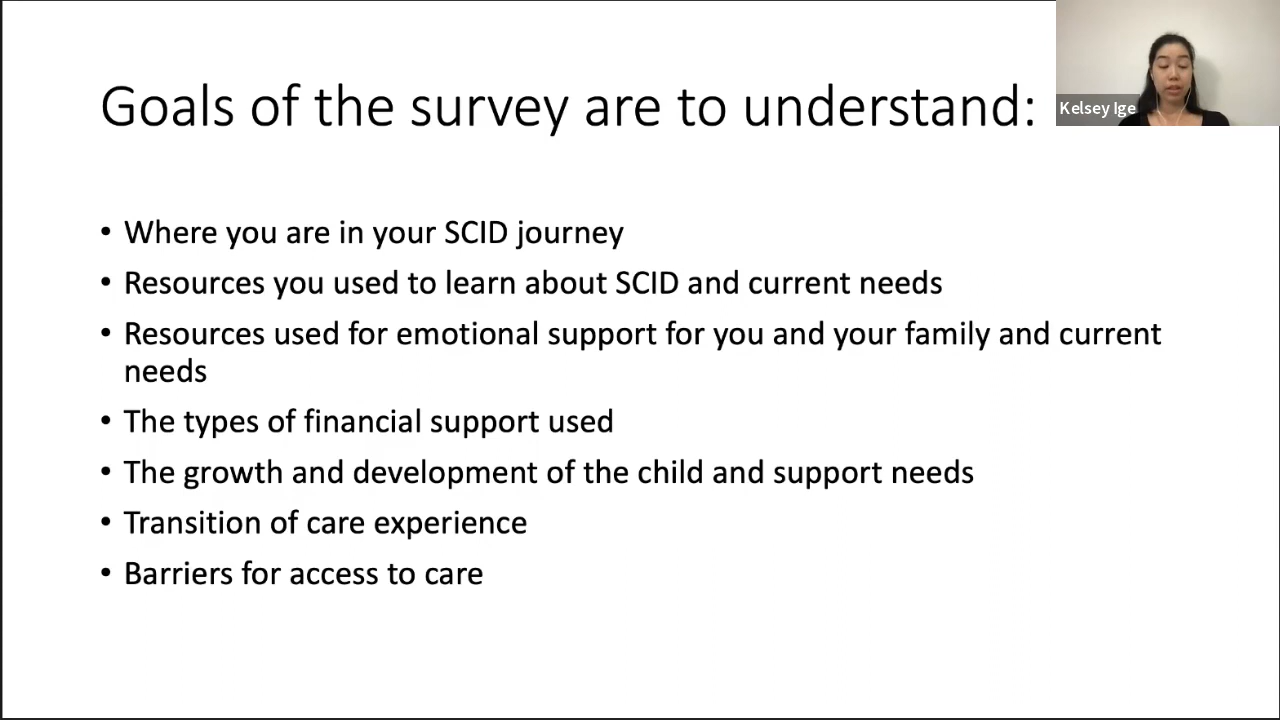 Goals of the survey are to understand:
Kelsey Ige
• Where you are in your SCID journey
• Resources you used to learn about SCID and current needs
• Resources used for emotional support for you and your family and current
needs
• The types of financial support used
• The growth and development of the child and support needs
• Transition of care experience
• Barriers for access to care